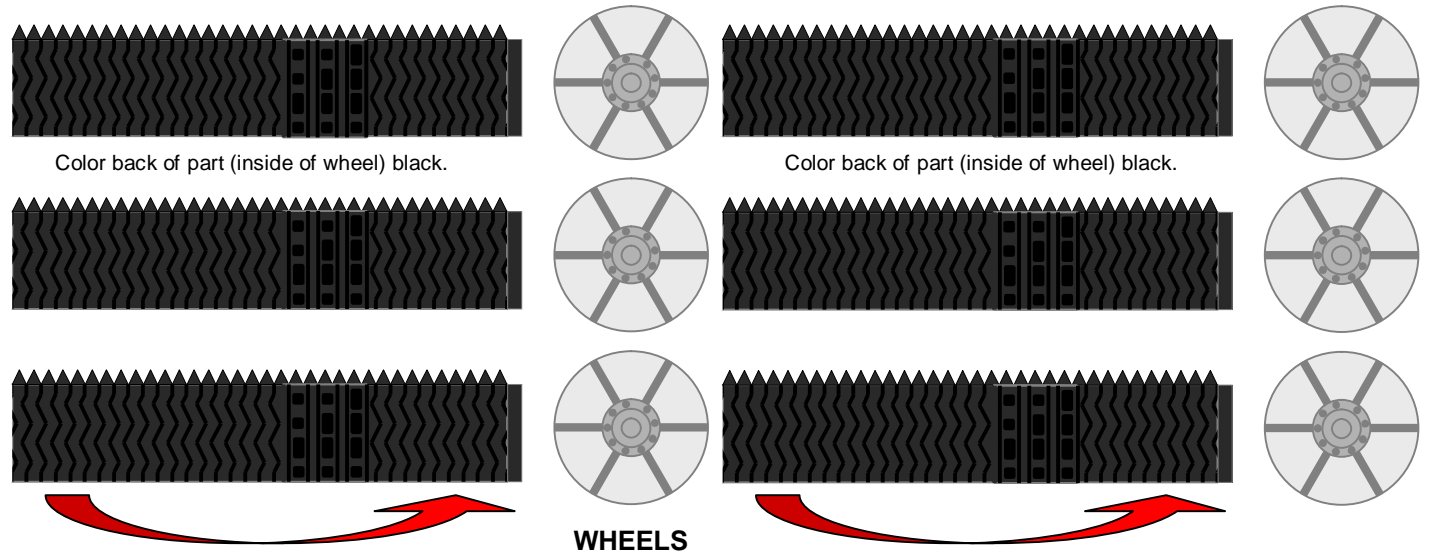 Color back of part (inside of wheel) black.
Color back of part (inside of wheel) black.
WHEELS